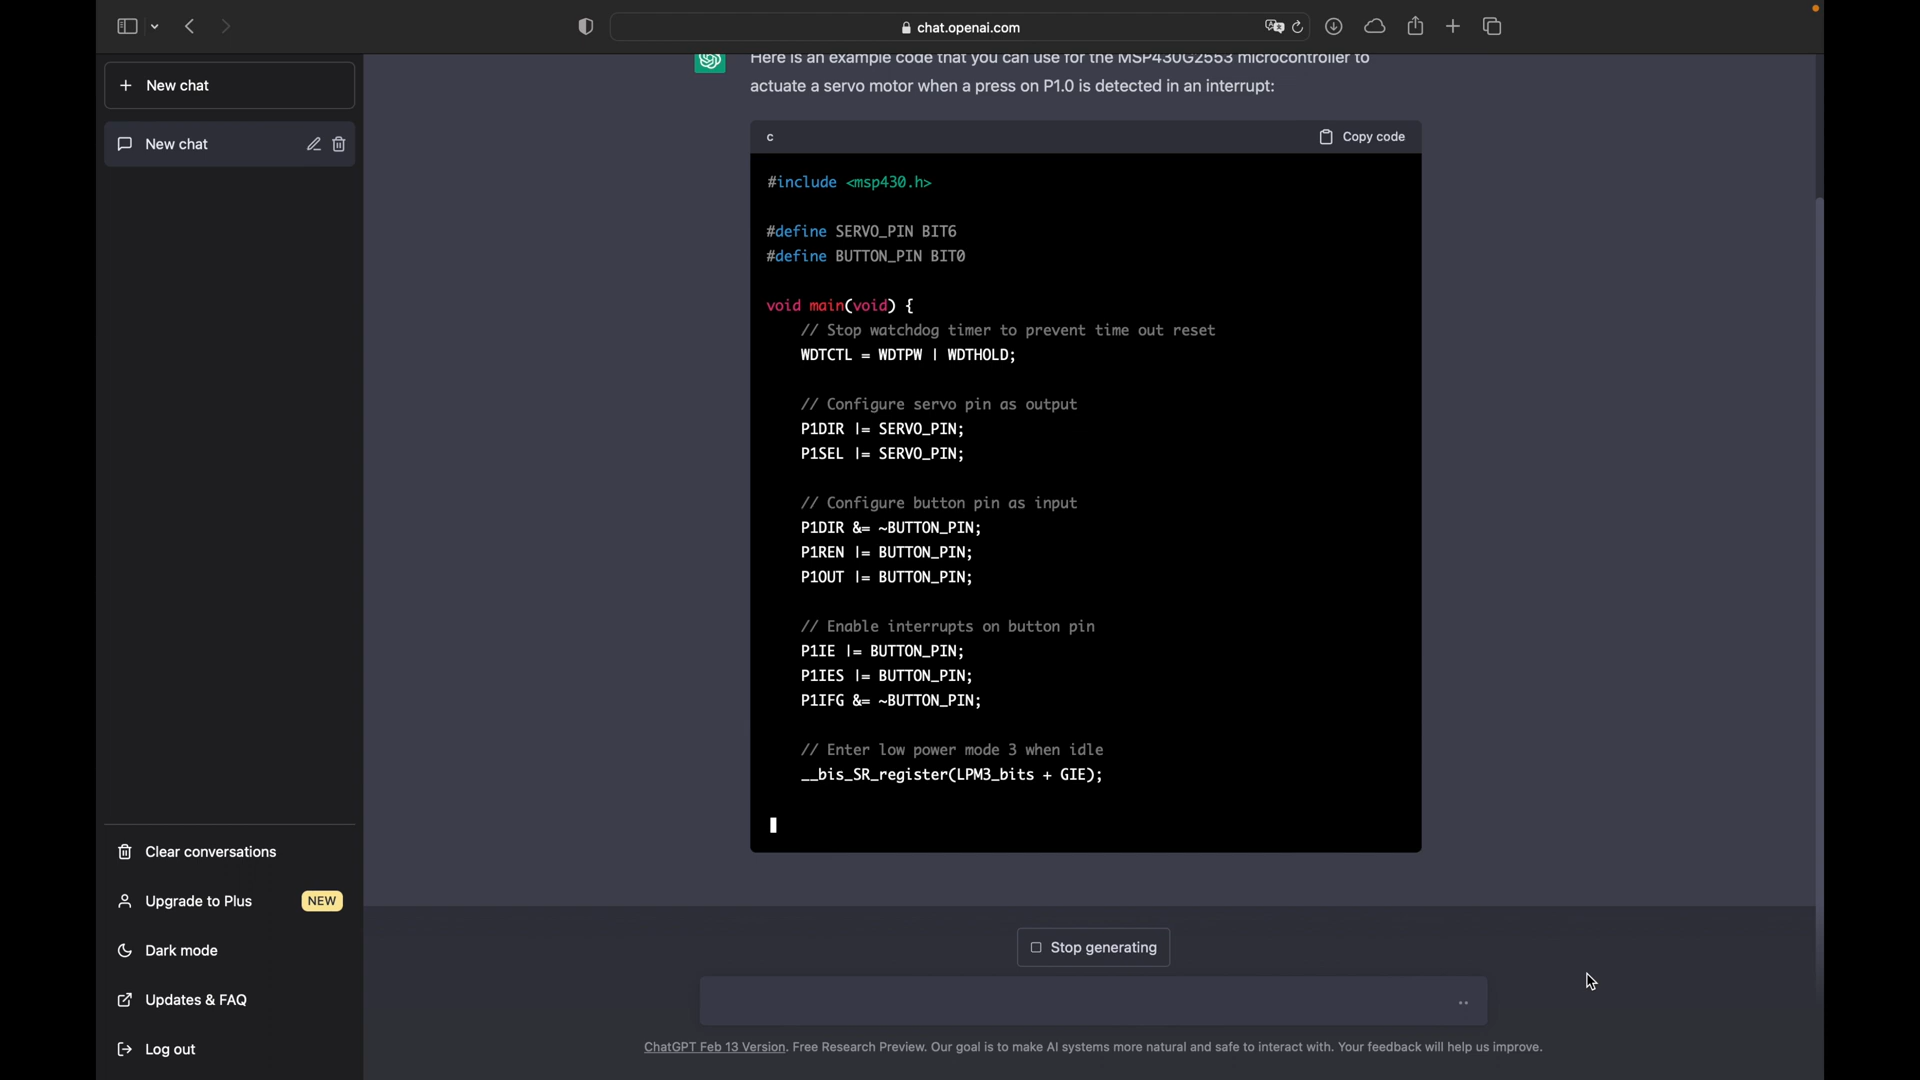 chat.openai.com
New chat
New chat
Here is an example code that you can use for the MSP430G2553 microcontroller to
actuate a servo motor when a press on P1.0 is detected in an interrupt:
c
Copy code
#include <msp430.h>
#define SERVO_PIN BIT6
#define BUTTON_PIN BIT0
void main(void) {
// Stop watchdog timer to prevent time out reset
WDTCTL = WDTPW | WDTHOLD;
// Configure servo pin as output
P1DIR |= SERVO_PIN;
P1SEL |= SERVO_PIN;
// Configure button pin as input
P1DIR &= ~BUTTON_PIN;
P1REN |= BUTTON_PIN;
P1OUT |= BUTTON_PIN;
// Enable interrupts on button pin
P1IE |= BUTTON_PIN;
P1IES |= BUTTON_PIN;
P1IFG &= ~BUTTON_PIN;
// Enter low power mode 3 when idle
__bis_SR_register(LPM3_bits + GIE);
Clear conversations
Upgrade to Plus NEW
Dark mode
Updates & FAQ
Log out
Stop generating
ChatGPT Feb 13 Version. Free Research Preview. Our goal is to make AI systems more natural and safe to interact with. Your feedback will help us improve.